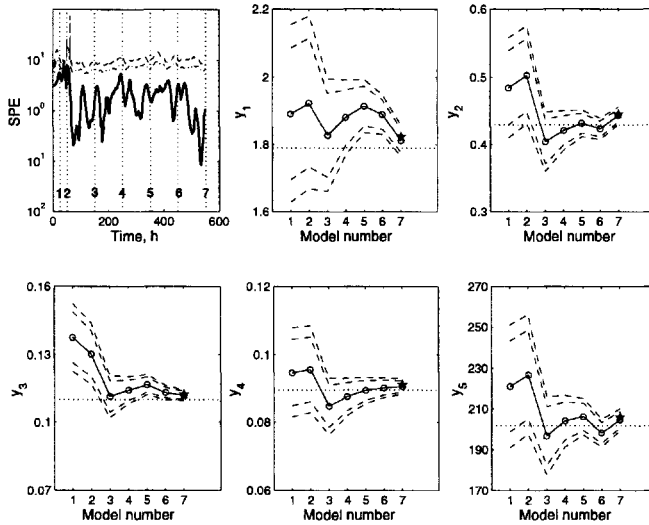 SPE
10¹
10⁰
10¹
10²
12 3 4 5 6 7
0 200 400 600
Time, h
y₁
2.2
2
1.8
1.6
1 2 3 4 5 6 7
Model number
y₂
0.6
0.5
0.4
0.3
1 2 3 4 5 6 7
Model number
y₃
0.16
0.13
0.1
0.07
1 2 3 4 5 6 7
Model number
y₄
0.12
0.1
0.08
0.06
1 2 3 4 5 6 7
Model number
y₅
270
250
230
210
190
170
1 2 3 4 5 6 7
Model number